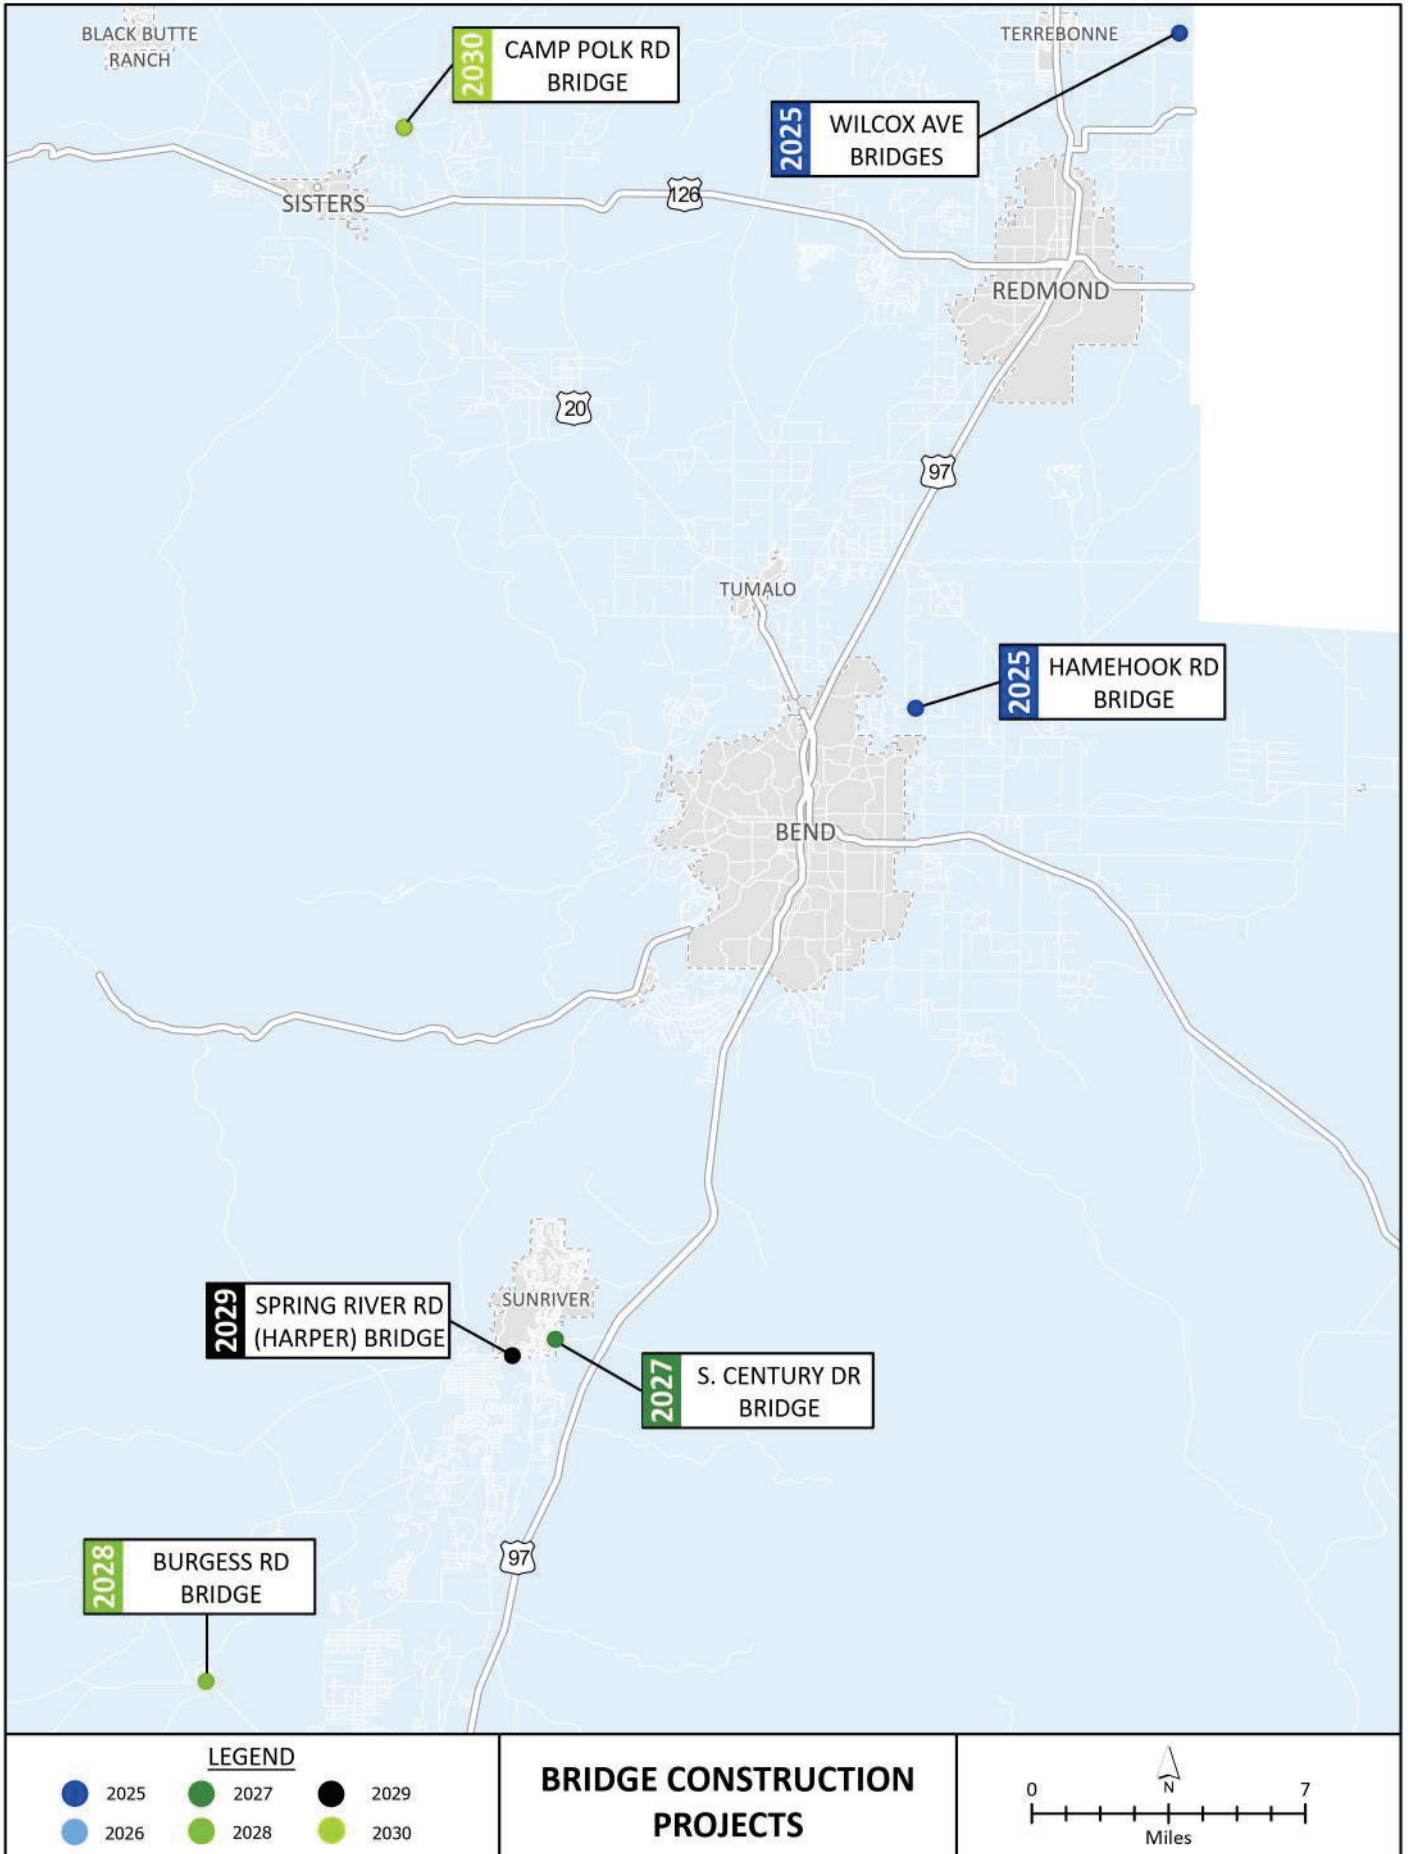 BLACK BUTTE
RANCH
2030
CAMP POLK RD
BRIDGE
TERREBONNE
2025
WILCOX AVE
BRIDGES
SISTERS
126
REDMOND
20
97
TUMALO
2025
HAMEHOOK RD
BRIDGE
BEND
2029
SPRING RIVER RD
(HARPER) BRIDGE
SUNRIVER
2027
S. CENTURY DR
BRIDGE
97
2028
BURGESS RD
BRIDGE
LEGEND
2025
2027
2029
2026
2028
2030
BRIDGE CONSTRUCTION
PROJECTS
0
N
7
Miles